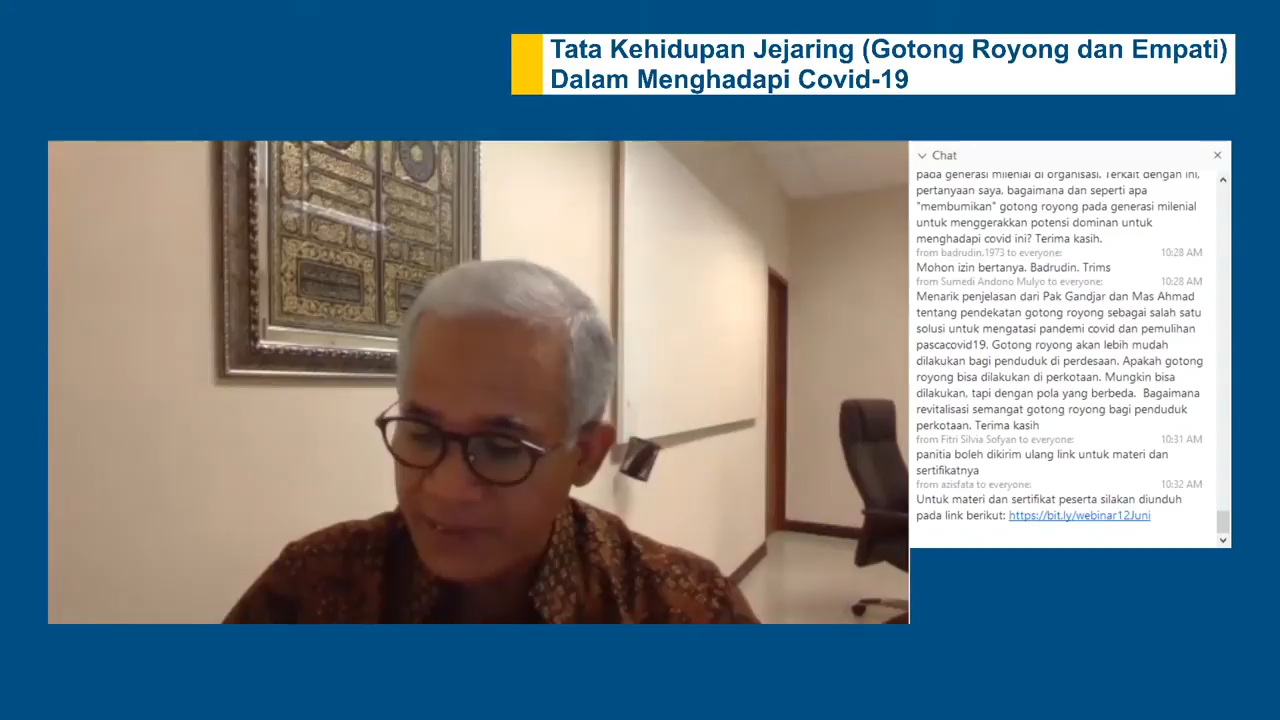 Tata Kehidupan Jejaring (Gotong Royong dan Empati)
Dalam Menghadapi Covid-19
Chat
pada generasi milenial di organisasi. Terkait dengan ini,
pertanyaan saya, bagaimana dan seperti apa
"membumikan" gotong royong pada generasi milenial
untuk menggerakkan potensi dominan untuk
menghadapi covid ini? Terima kasih.
from badrudin.1973 to everyone: 10:28 AM
Mohon izin bertanya. Badrudin. Trims
from Sumedi Andono Mulyo to everyone: 10:28 AM
Menarik penjelasan dari Pak Gandjar dan Mas Ahmad
tentang pendekatan gotong royong sebagai salah satu
solusi untuk mengatasi pandemi covid dan pemulihan
pascacovid19. Gotong royong akan lebih mudah
dilakukan bagi penduduk di perdesaan. Apakah gotong
royong bisa dilakukan di perkotaan. Mungkin bisa
dilakukan, tapi dengan pola yang berbeda. Bagaimana
revitalisasi semangat gotong royong bagi penduduk
perkotaan. Terima kasih
from Fitri Silvia Sofyan to everyone: 10:31 AM
panitia boleh dikirim ulang link untuk materi dan
sertifikatnya
from azisfata to everyone: 10:32 AM
Untuk materi dan sertifikat peserta silakan diunduh
pada link berikut: https://bit.ly/webinar12Juni